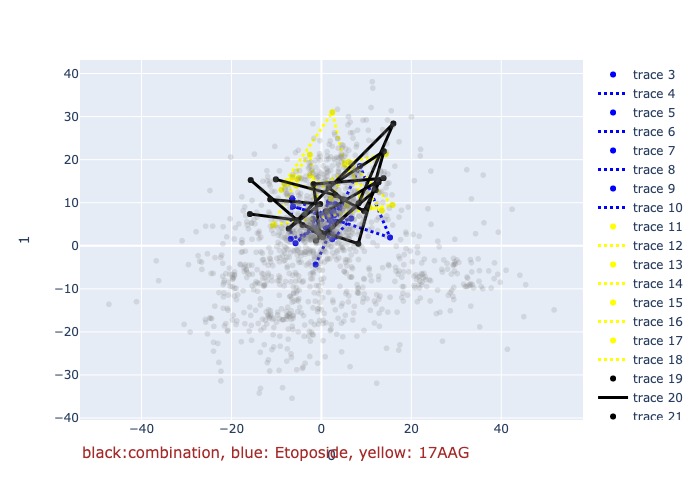 40
30
20
10
0
−10
−20
−30
−40
1
−40
−20
0
20
40
0
black:combination, blue: Etoposide, yellow: 17AAG
trace 3
trace 4
trace 5
trace 6
trace 7
trace 8
trace 9
trace 10
trace 11
trace 12
trace 13
trace 14
trace 15
trace 16
trace 17
trace 18
trace 19
trace 20
trace 21